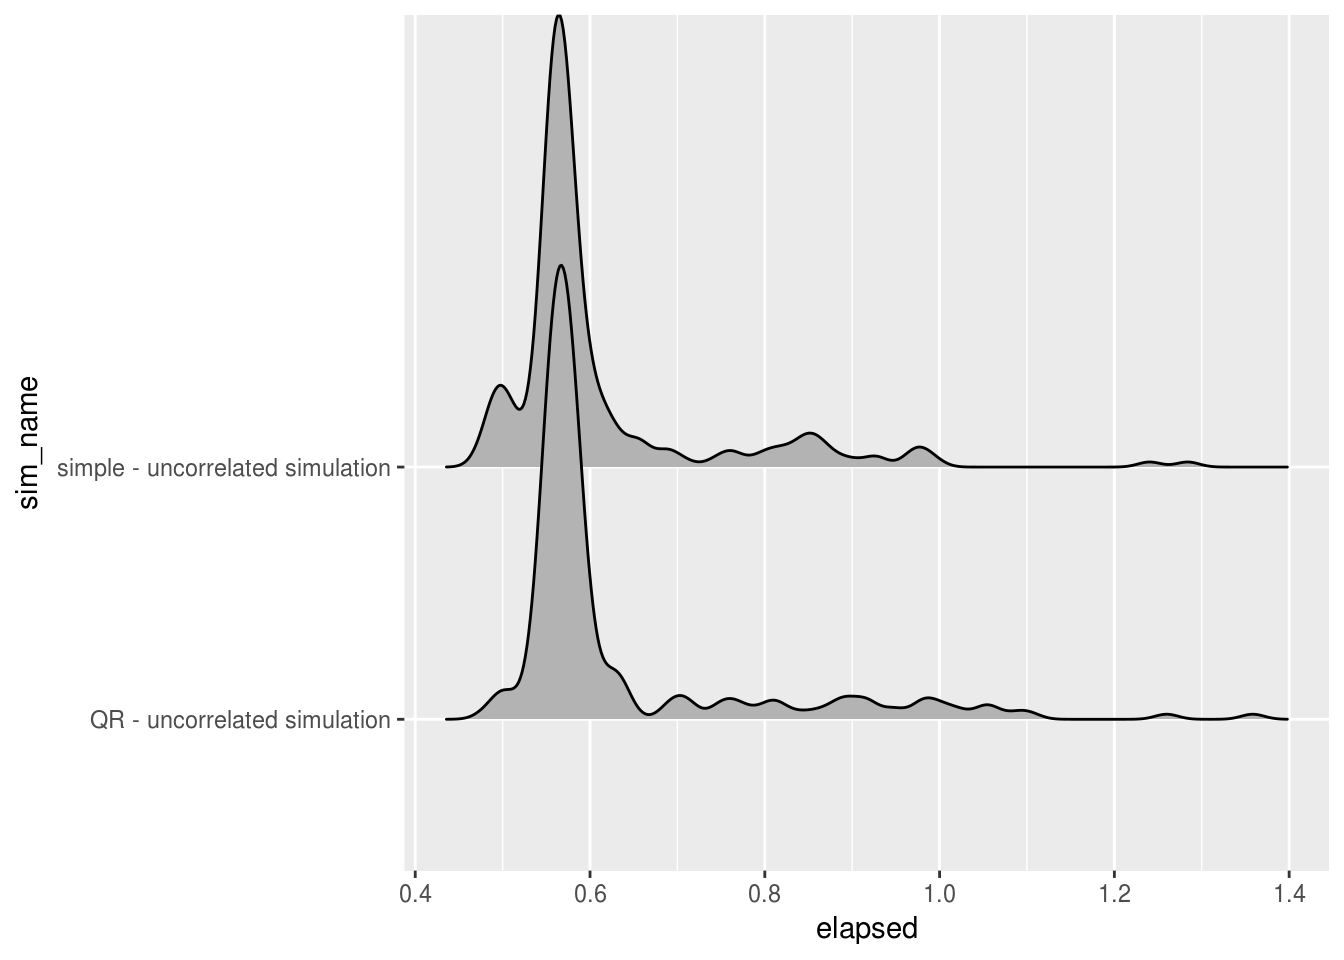 sim_name
simple - uncorrelated simulation
QR - uncorrelated simulation
0.4 0.6 0.8 1.0 1.2 1.4
elapsed